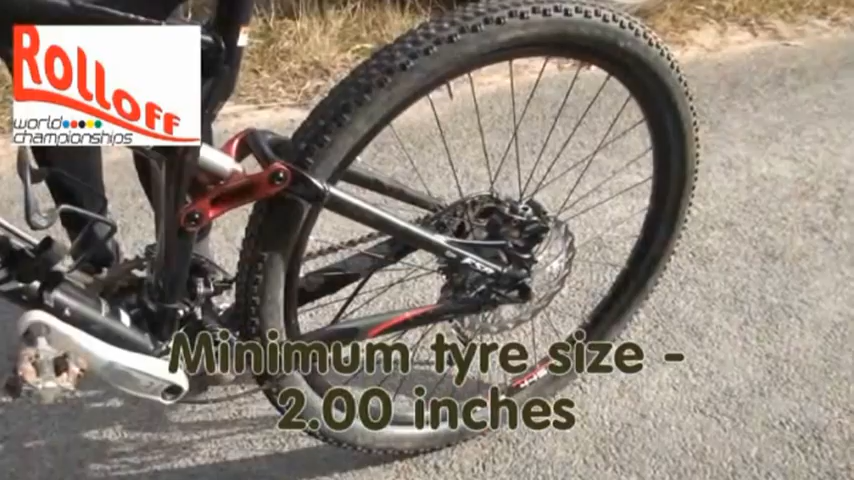 Rolloff
world
championships
Minimum tyre size -
2.00 inches